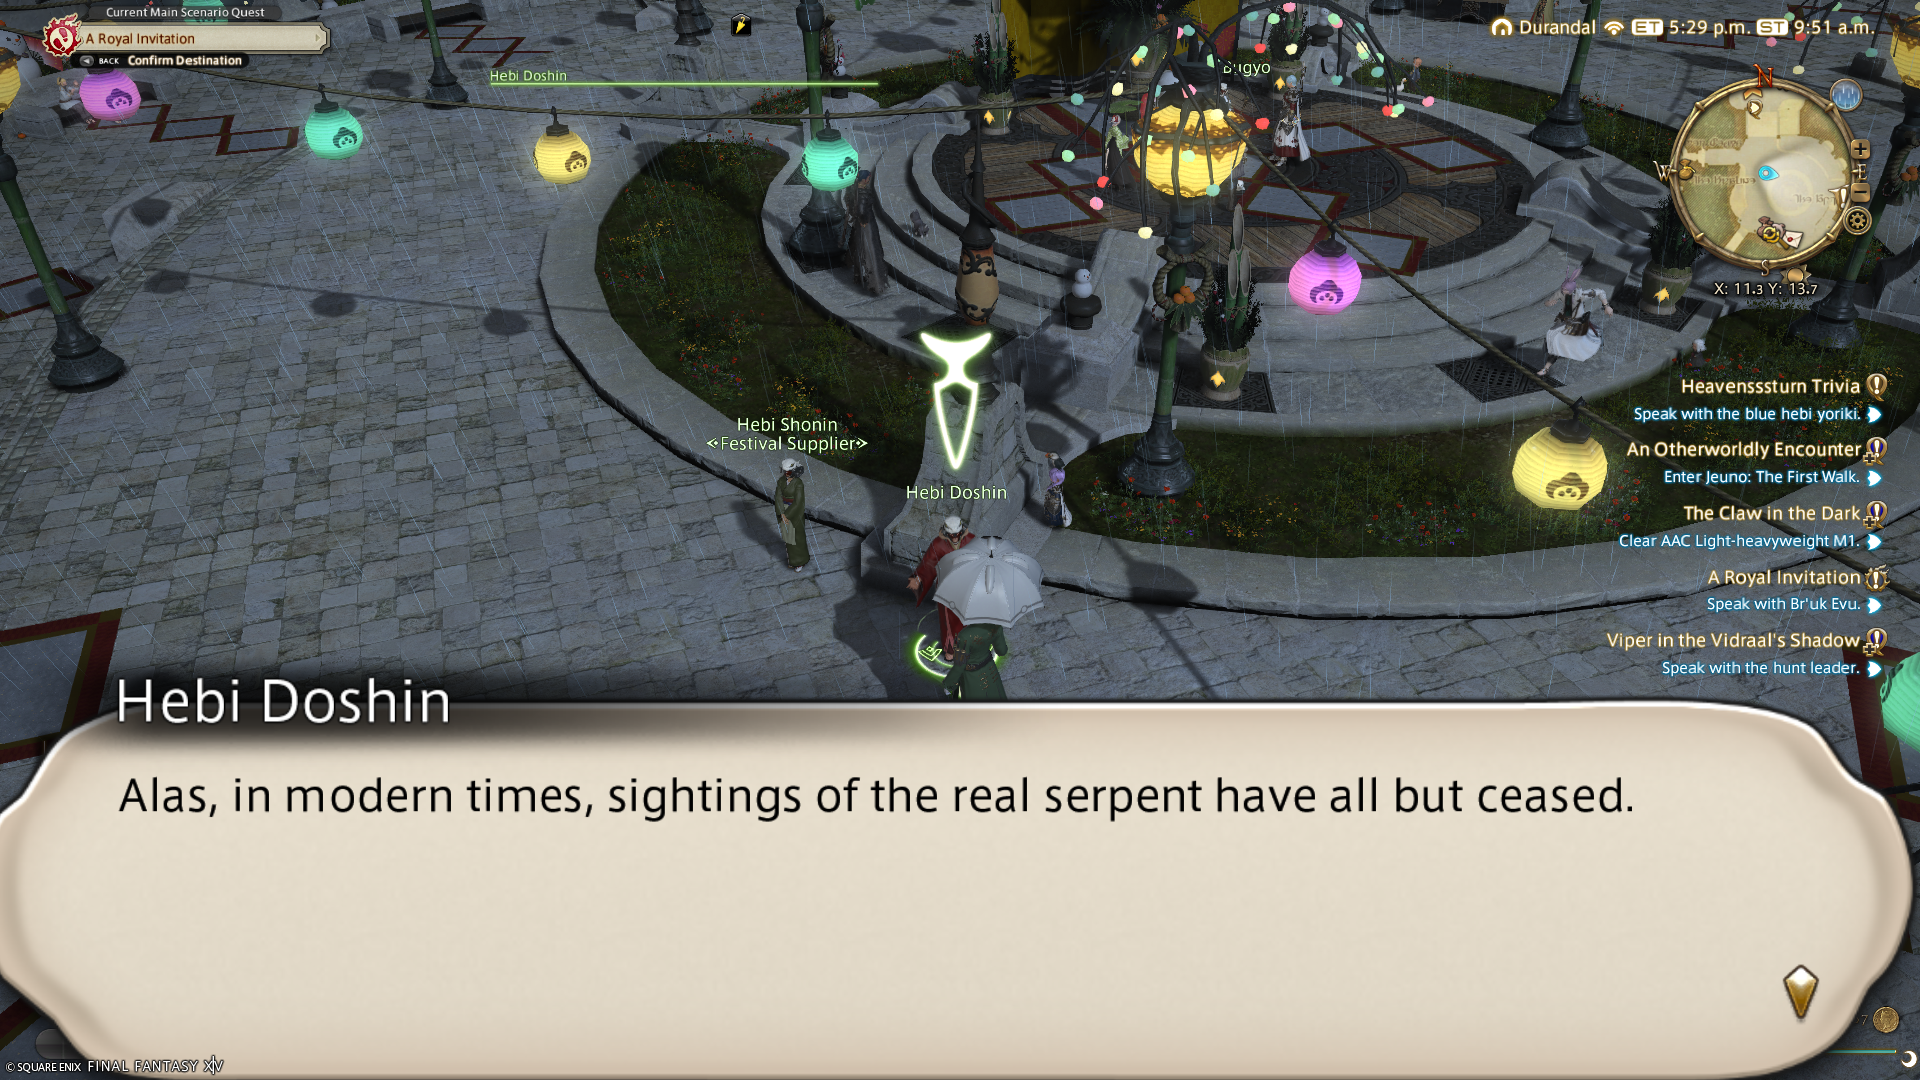 Current Main Scenario Quest
A Royal Invitation
BACK Confirm Destination
Hebi Doshin
Bugyo
Durandal ET 5:29 p.m. ST 9:51 a.m.
N
W
E
S
X: 11.3 Y: 13.7
Heavensssturn Trivia
Speak with the blue hebi yoriki.
An Otherworldly Encounter
Enter Jeuno: The First Walk.
The Claw in the Dark
Clear AAC Light-heavyweight M1.
A Royal Invitation
Speak with Br'uk Evu.
Viper in the Vidraal's Shadow
Speak with the hunt leader.
Hebi Shonin
Festival Supplier
Hebi Doshin
Hebi Doshin
Alas, in modern times, sightings of the real serpent have all but ceased.
7
© SQUARE ENIX FINAL FANTASY XIV